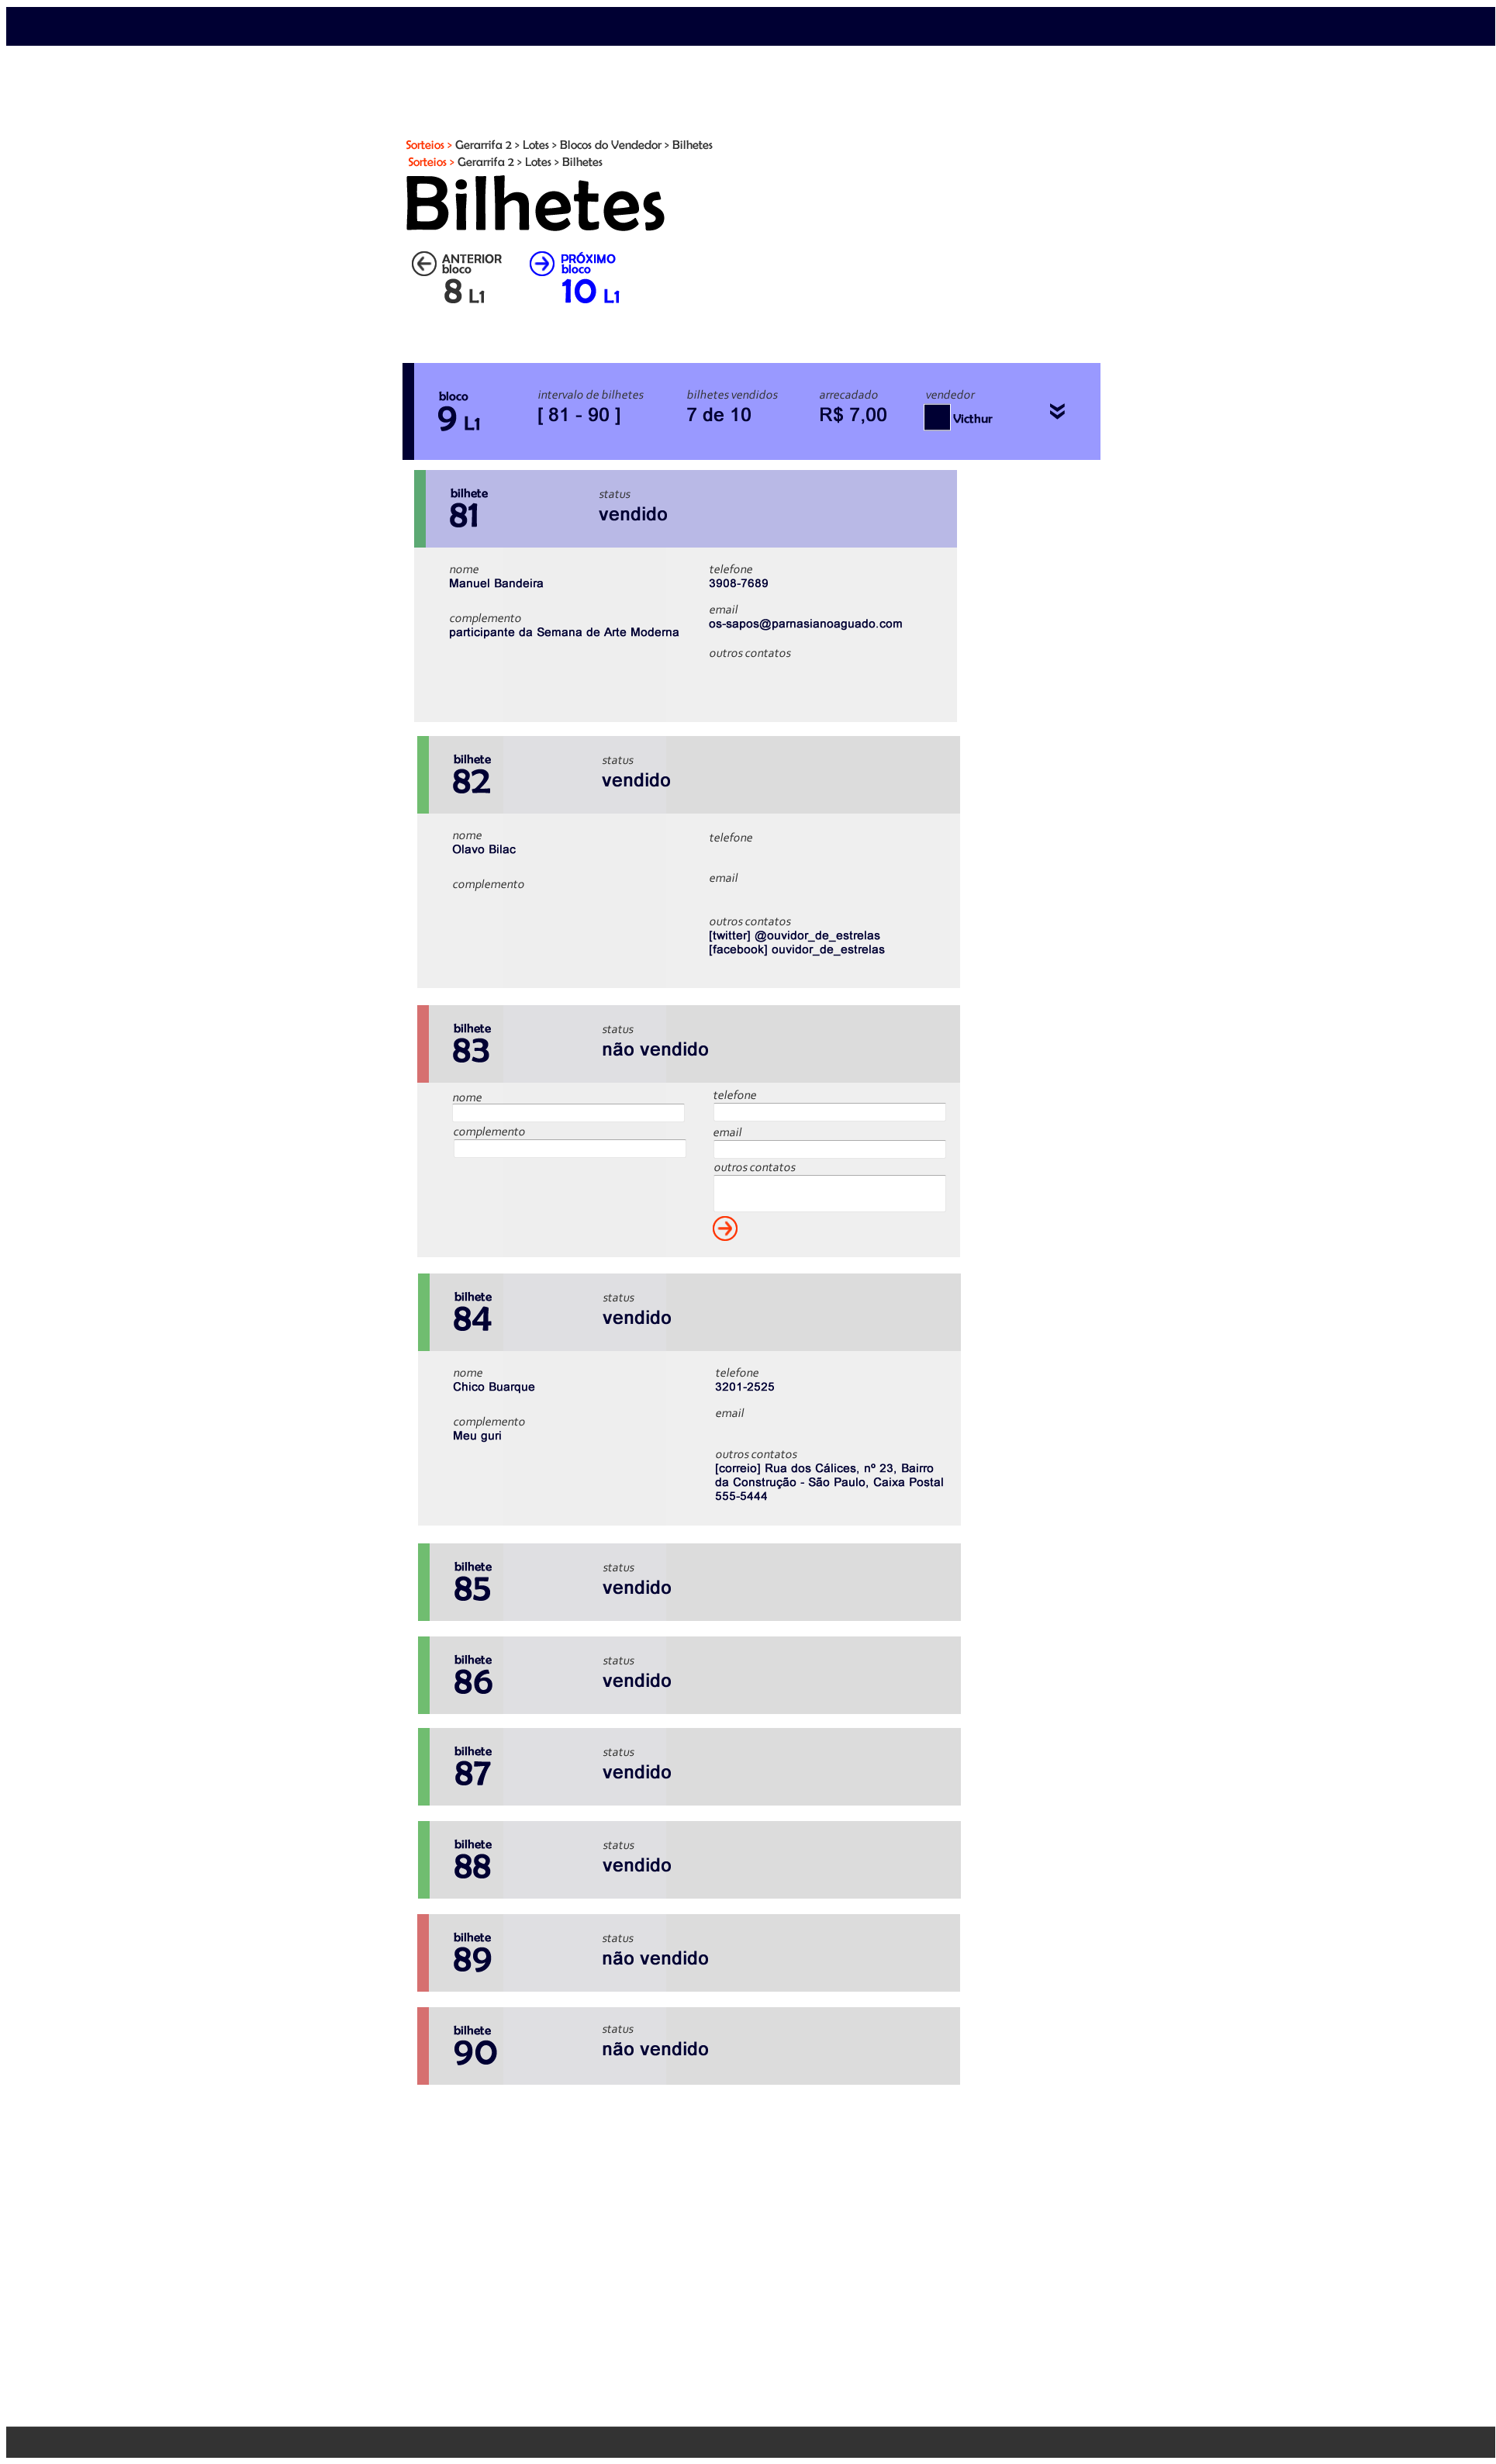 Sorteios > Gerarrifa 2 > Lotes > Blocos do Vendedor > Bilhetes
Sorteios > Gerarrifa 2 > Lotes > Bilhetes
Bilhetes
ANTERIOR
bloco
8 L1
PRÓXIMO
bloco
10 L1
bloco
9 L1
intervalo de bilhetes
[ 81 - 90 ]
bilhetes vendidos
7 de 10
arrecadado
R$ 7,00
vendedor
Victhur
bilhete
81
status
vendido
nome
Manuel Bandeira
complemento
participante da Semana de Arte Moderna
telefone
3908-7689
email
os-sapos@parnasianoaguado.com
outros contatos
bilhete
82
status
vendido
nome
Olavo Bilac
complemento
telefone
email
outros contatos
[twitter] @ouvidor_de_estrelas
[facebook] ouvidor_de_estrelas
bilhete
83
status
não vendido
nome
complemento
telefone
email
outros contatos
bilhete
84
status
vendido
nome
Chico Buarque
complemento
Meu guri
telefone
3201-2525
email
outros contatos
[correio] Rua dos Cálices, nº 23, Bairro
da Construção - São Paulo, Caixa Postal
555-5444
bilhete
85
status
vendido
bilhete
86
status
vendido
bilhete
87
status
vendido
bilhete
88
status
vendido
bilhete
89
status
não vendido
bilhete
90
status
não vendido